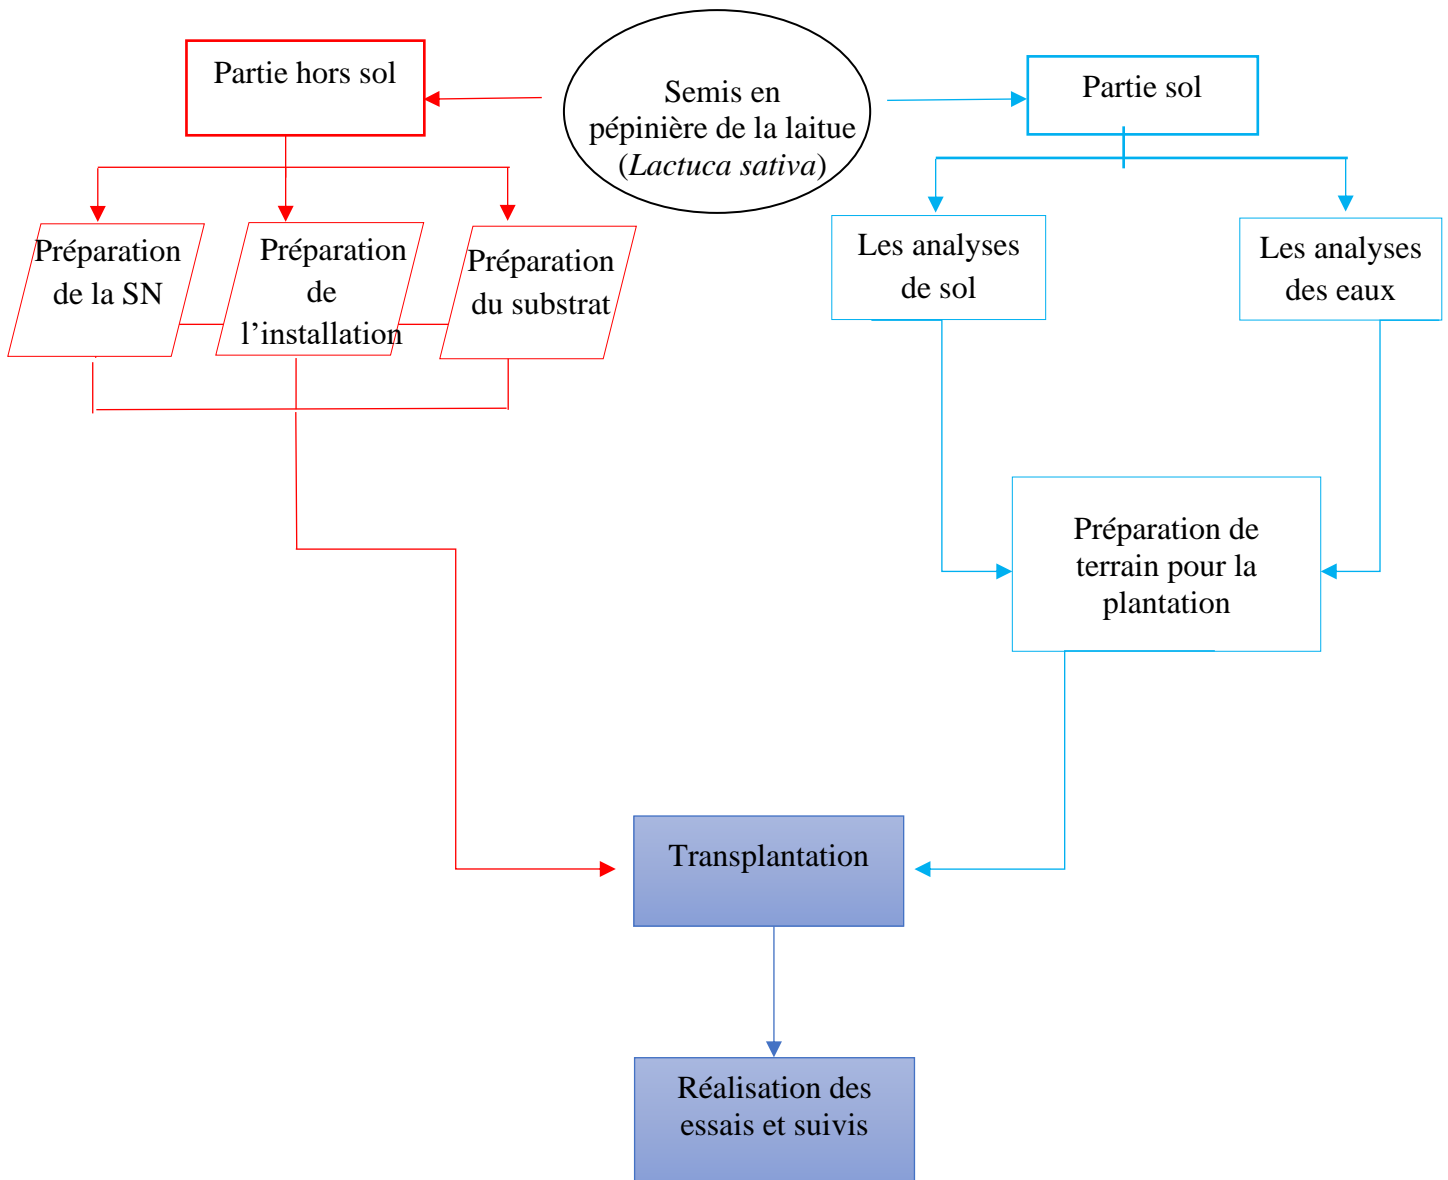 Partie hors sol
Semis en
pépinière de la laitue
(Lactuca sativa)
Partie sol
Préparation
de la SN
Préparation
de
l’installation
Préparation
du substrat
Les analyses
de sol
Les analyses
des eaux
Préparation de
terrain pour la
plantation
Transplantation
Réalisation des
essais et suivis